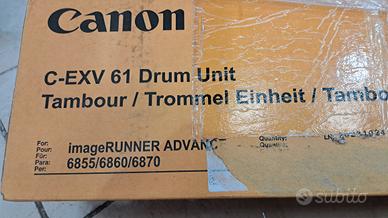 Canon
C-EXV 61 Drum Unit
Tambour / Trommel Einheit / Tambo
For:
Pour:
Für:
Para:
Per:
imageRUNNER ADVANC
6855/6860/6870
Quantity:
subito